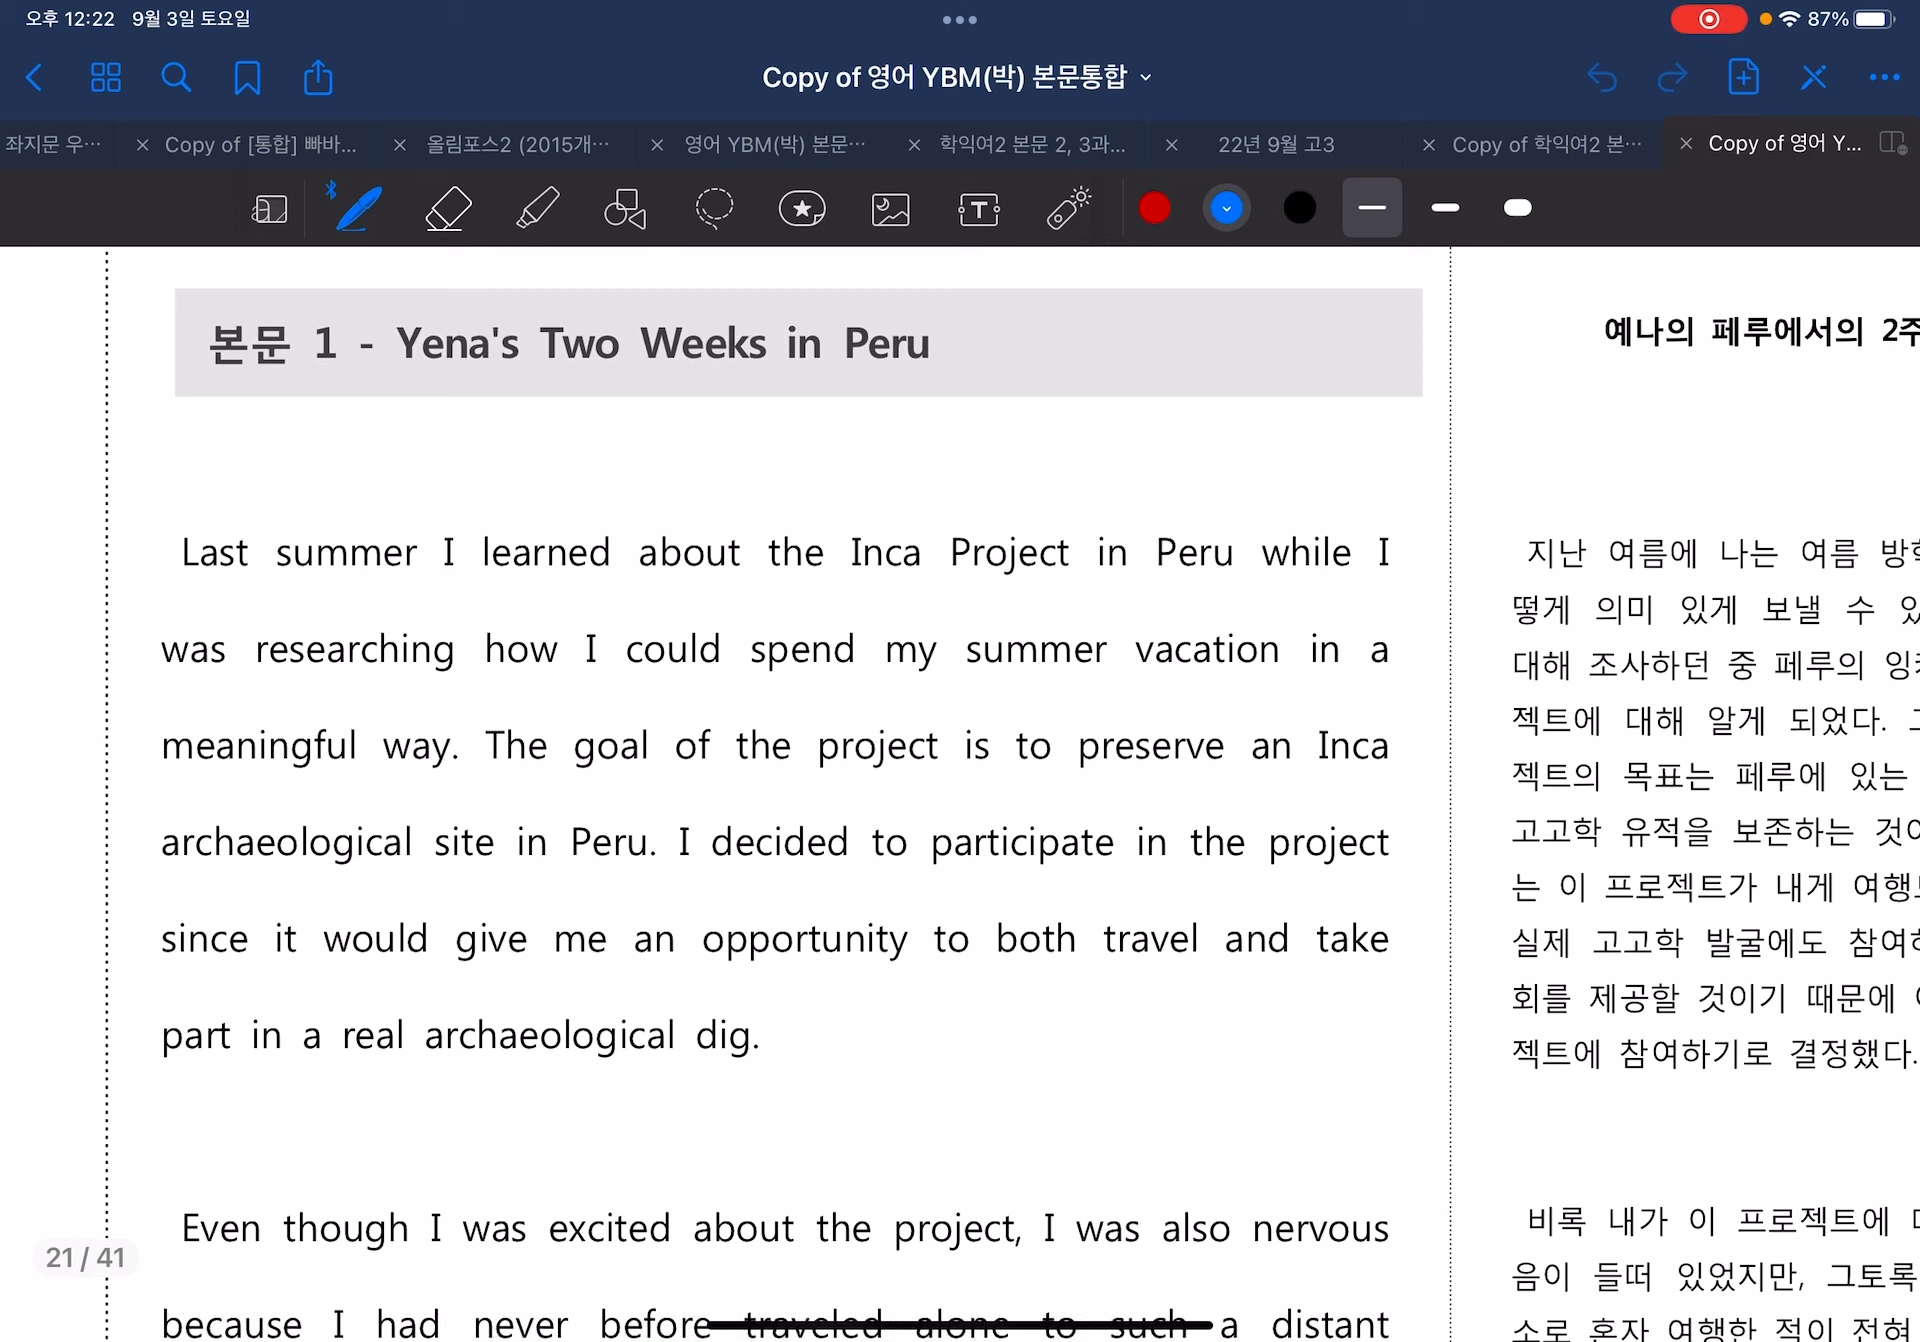 오후 12:22 9월 3일 토요일
87%
Copy of 영어 YBM(박) 본문통합
좌지문 우…
Copy of [통합] 빠바...
올림포스2 (2015개…
영어 YBM(박) 본문…
학익여2 본문 2, 3과...
22년 9월 고3
Copy of 학익여2 본…
Copy of 영어 Y...
본문 1 - Yena's Two Weeks in Peru
Last summer I learned about the Inca Project in Peru while I
was researching how I could spend my summer vacation in a
meaningful way. The goal of the project is to preserve an Inca
archaeological site in Peru. I decided to participate in the project
since it would give me an opportunity to both travel and take
part in a real archaeological dig.
Even though I was excited about the project, I was also nervous
because I had never before traveled alone to such a distant
예나의 페루에서의 2주
지난 여름에 나는 여름
떻게 의미 있게 보낼 수
대해 조사하던 중 페루의
젝트에 대해 알게 되었다.
젝트의 목표는 페루에 있는
고고학 유적을 보존하는
는 이 프로젝트가 내게
실제 고고학 발굴에도
회를 제공할 것이기 때문에
젝트에 참여하기로 결정했다.
비록 내가 이 프로젝트에
음이 들떠 있었지만, 그토록
소로 혼자 여행한 적이 전혀
21 / 41